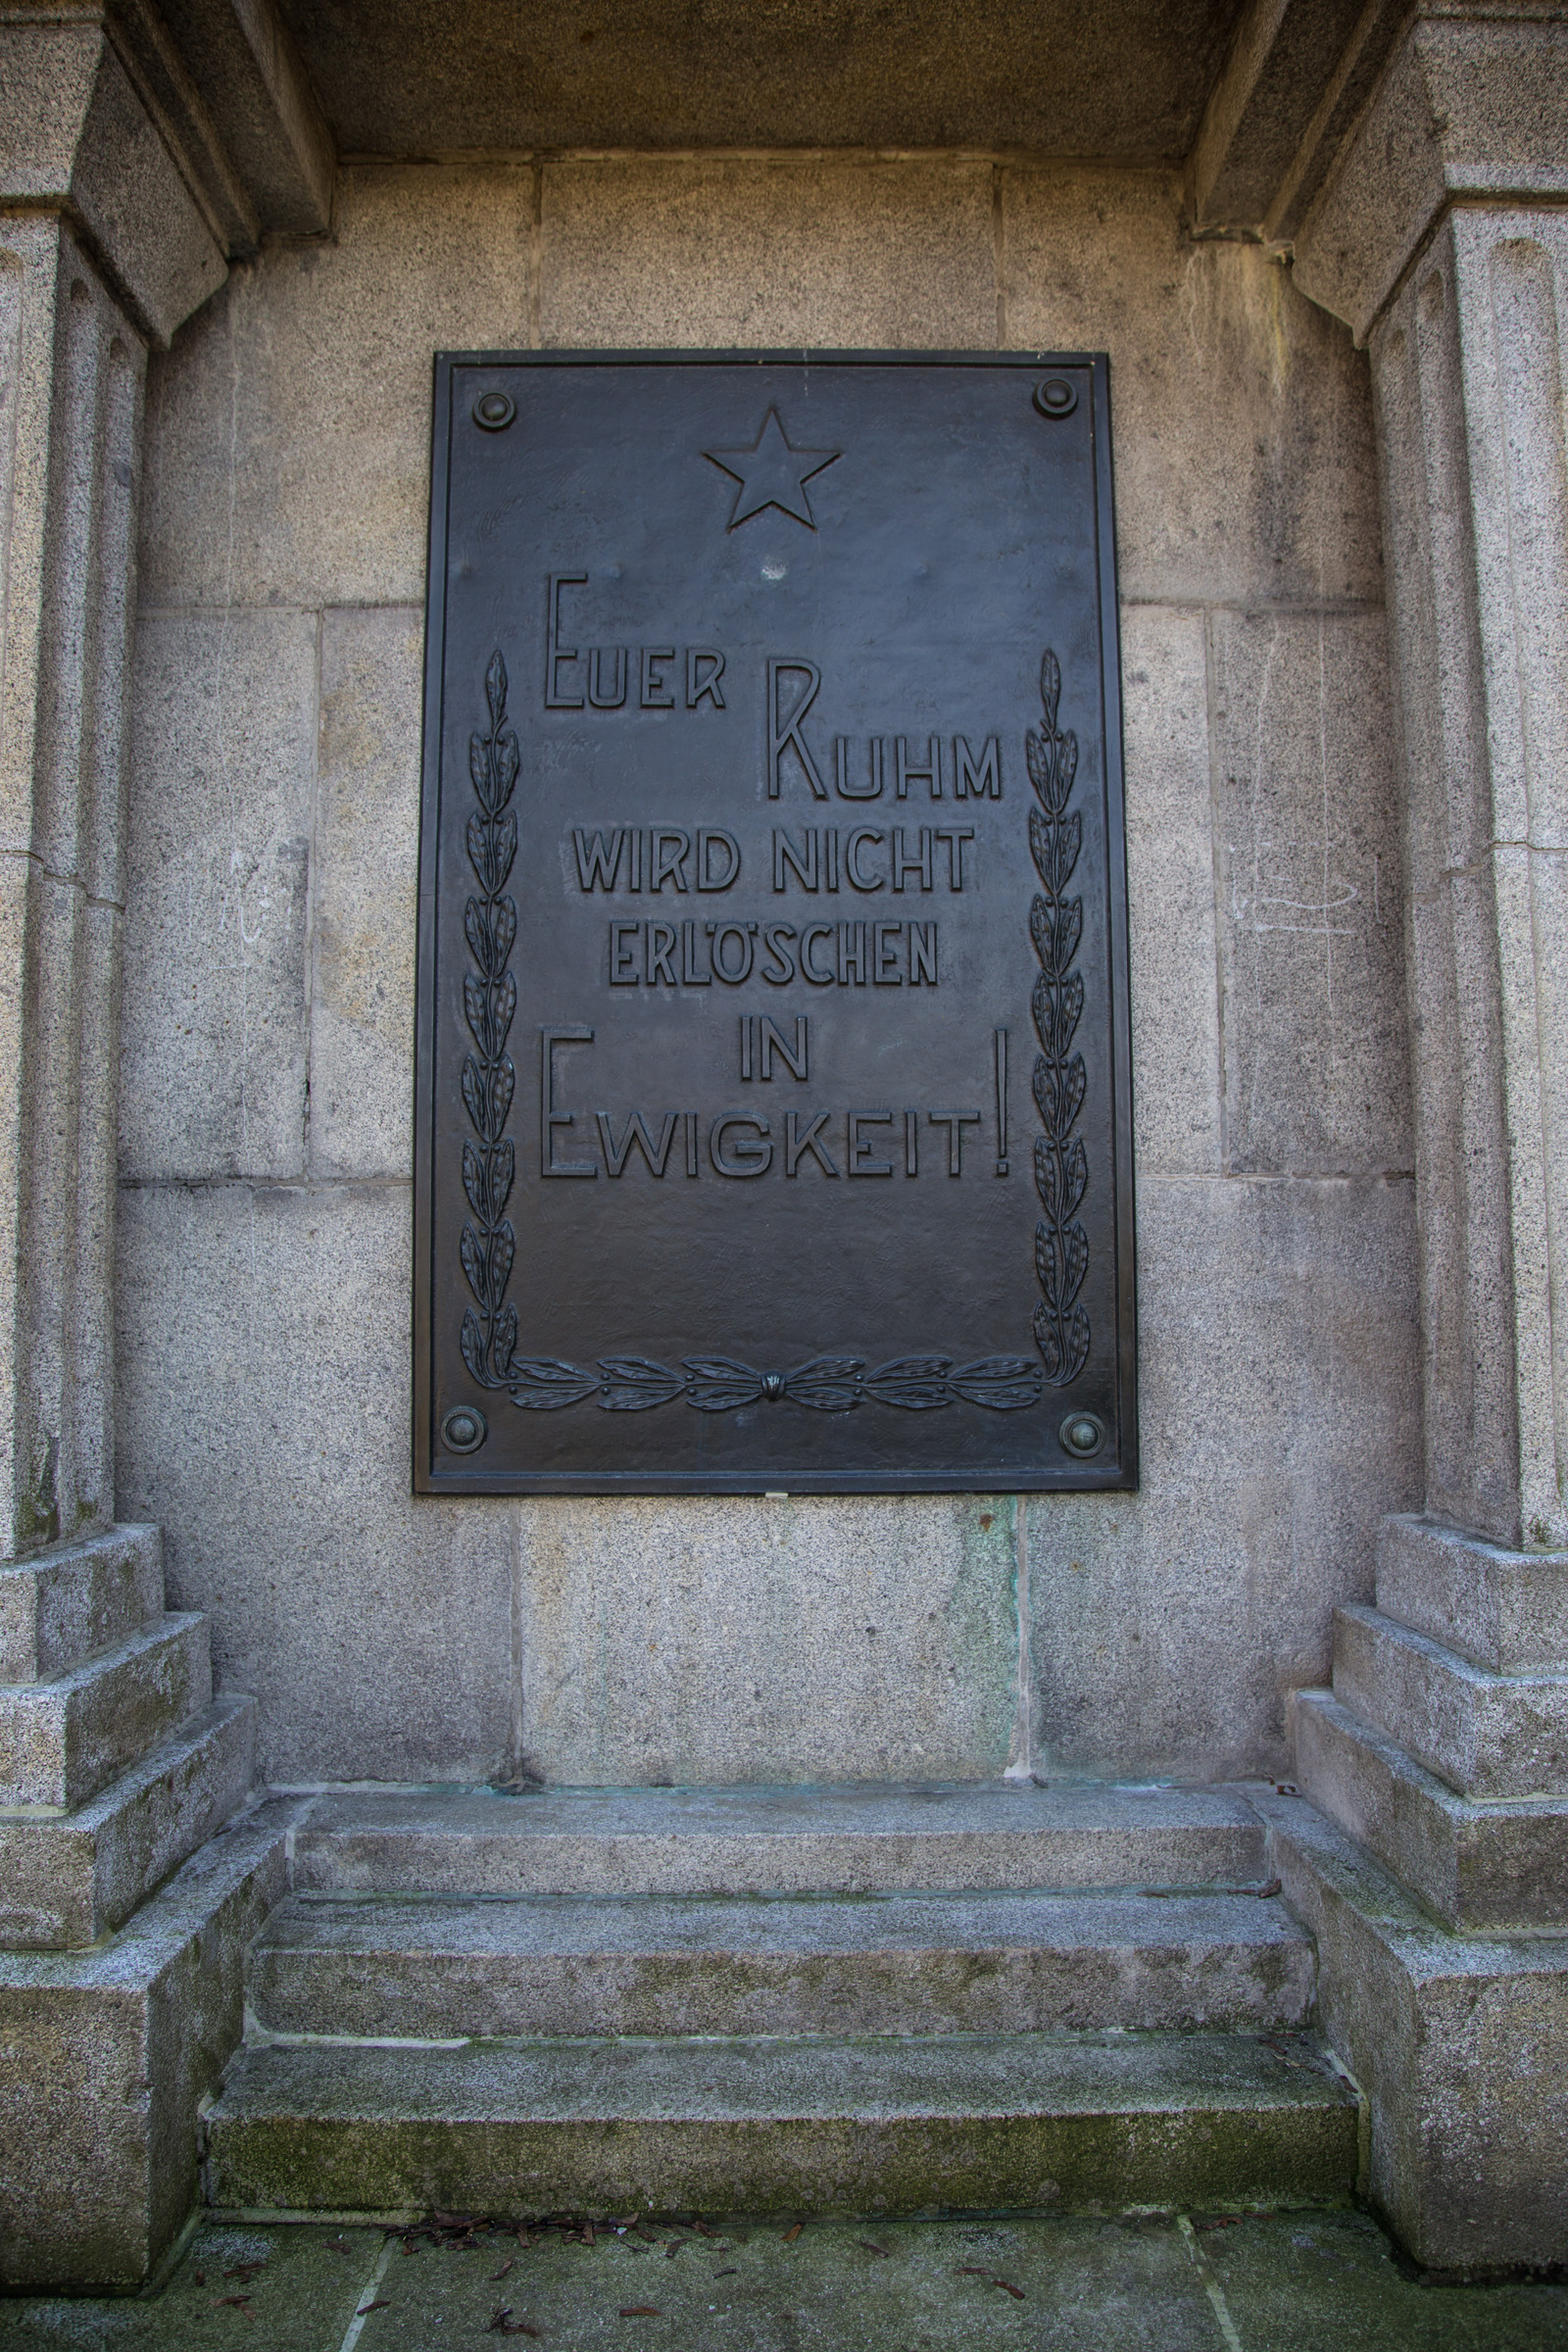 EUER
RUHM
WIRD NICHT
ERLÖSCHEN
IN
EWIGKEIT!